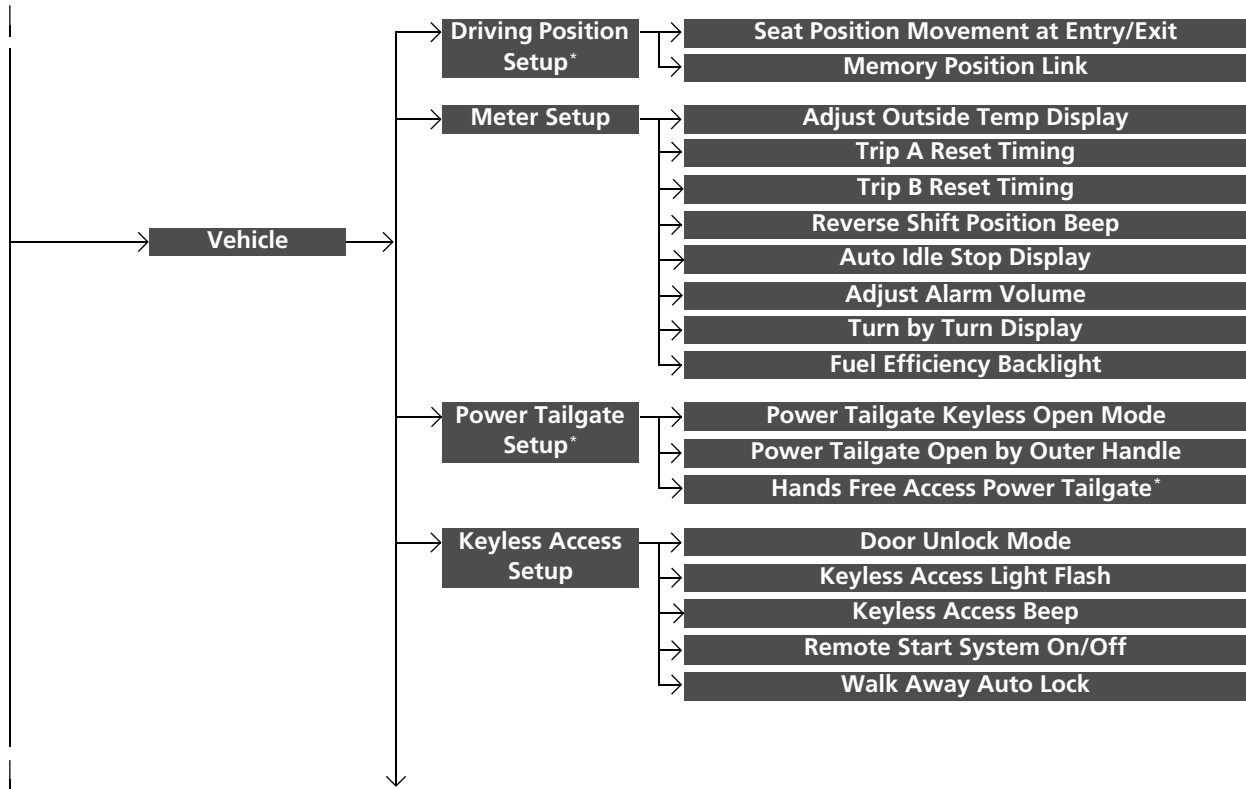 Driving Position
Setup*
Seat Position Movement at Entry/Exit
Memory Position Link
Meter Setup
Adjust Outside Temp Display
Trip A Reset Timing
Trip B Reset Timing
Reverse Shift Position Beep
Vehicle
Auto Idle Stop Display
Adjust Alarm Volume
Turn by Turn Display
Fuel Efficiency Backlight
Power Tailgate
Setup*
Power Tailgate Keyless Open Mode
Power Tailgate Open by Outer Handle
Hands Free Access Power Tailgate*
Keyless Access
Setup
Door Unlock Mode
Keyless Access Light Flash
Keyless Access Beep
Remote Start System On/Off
Walk Away Auto Lock